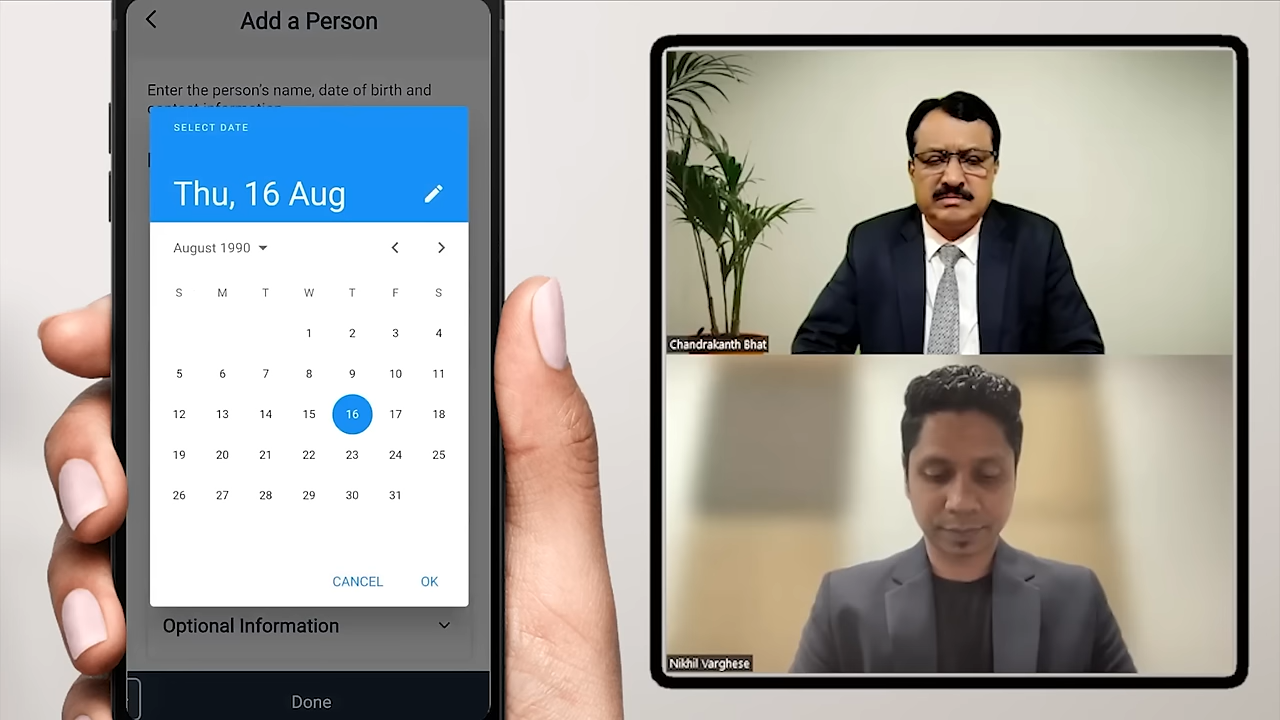 Add a Person
Enter the person's name, date of birth and
contact information
SELECT DATE
Thu, 16 Aug
August 1990
S M T W T F S
1 2 3 4
5 6 7 8 9 10 11
12 13 14 15 16 17 18
19 20 21 22 23 24 25
26 27 28 29 30 31
CANCEL OK
Optional Information
Done
Chandrakanth Bhat
Nikhil Varghese